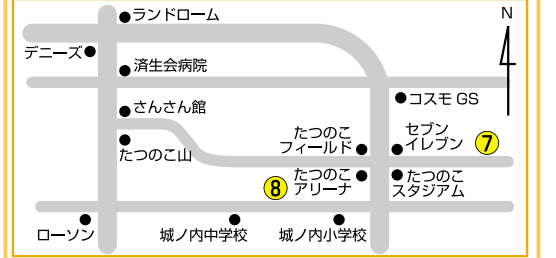 ランドローム
N
デニーズ
済生会病院
コスモ GS
さんさん館
たつのこ山
たつのこ
フィールド
セブン
イレブン
⑦
⑧
たつのこ
アリーナ
たつのこ
スタジアム
ローソン
城ノ内中学校
城ノ内小学校